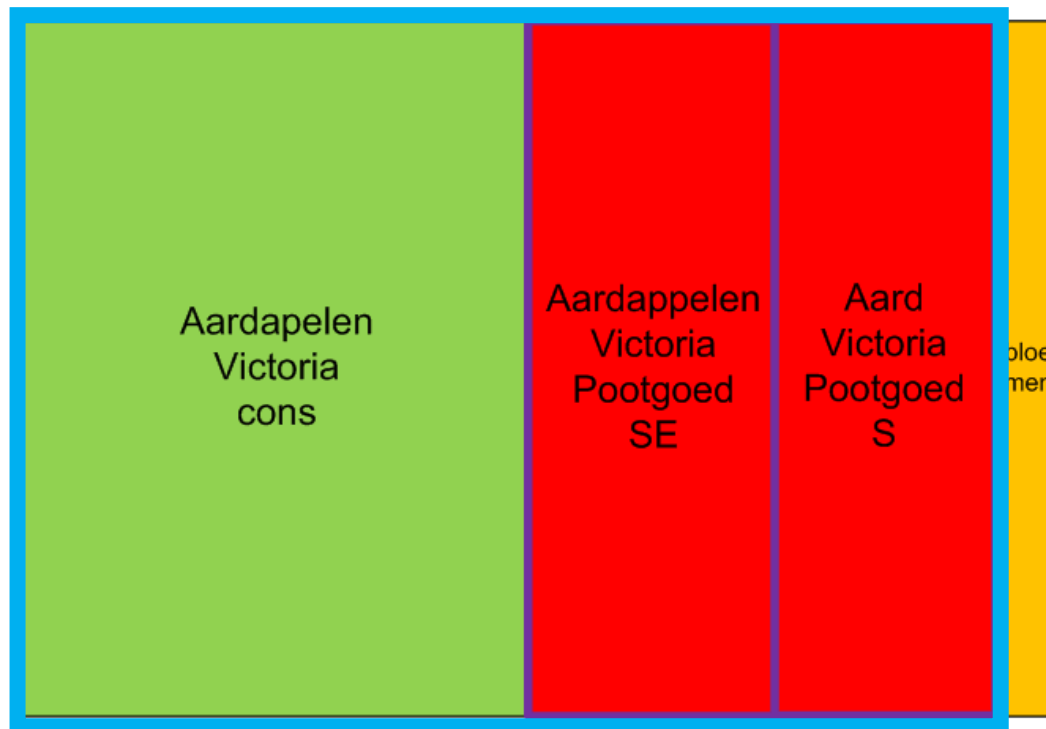 Aardapelen
Victoria
cons
Aardappelen
Victoria
Pootgoed
SE
Aard
Victoria
Pootgoed
S